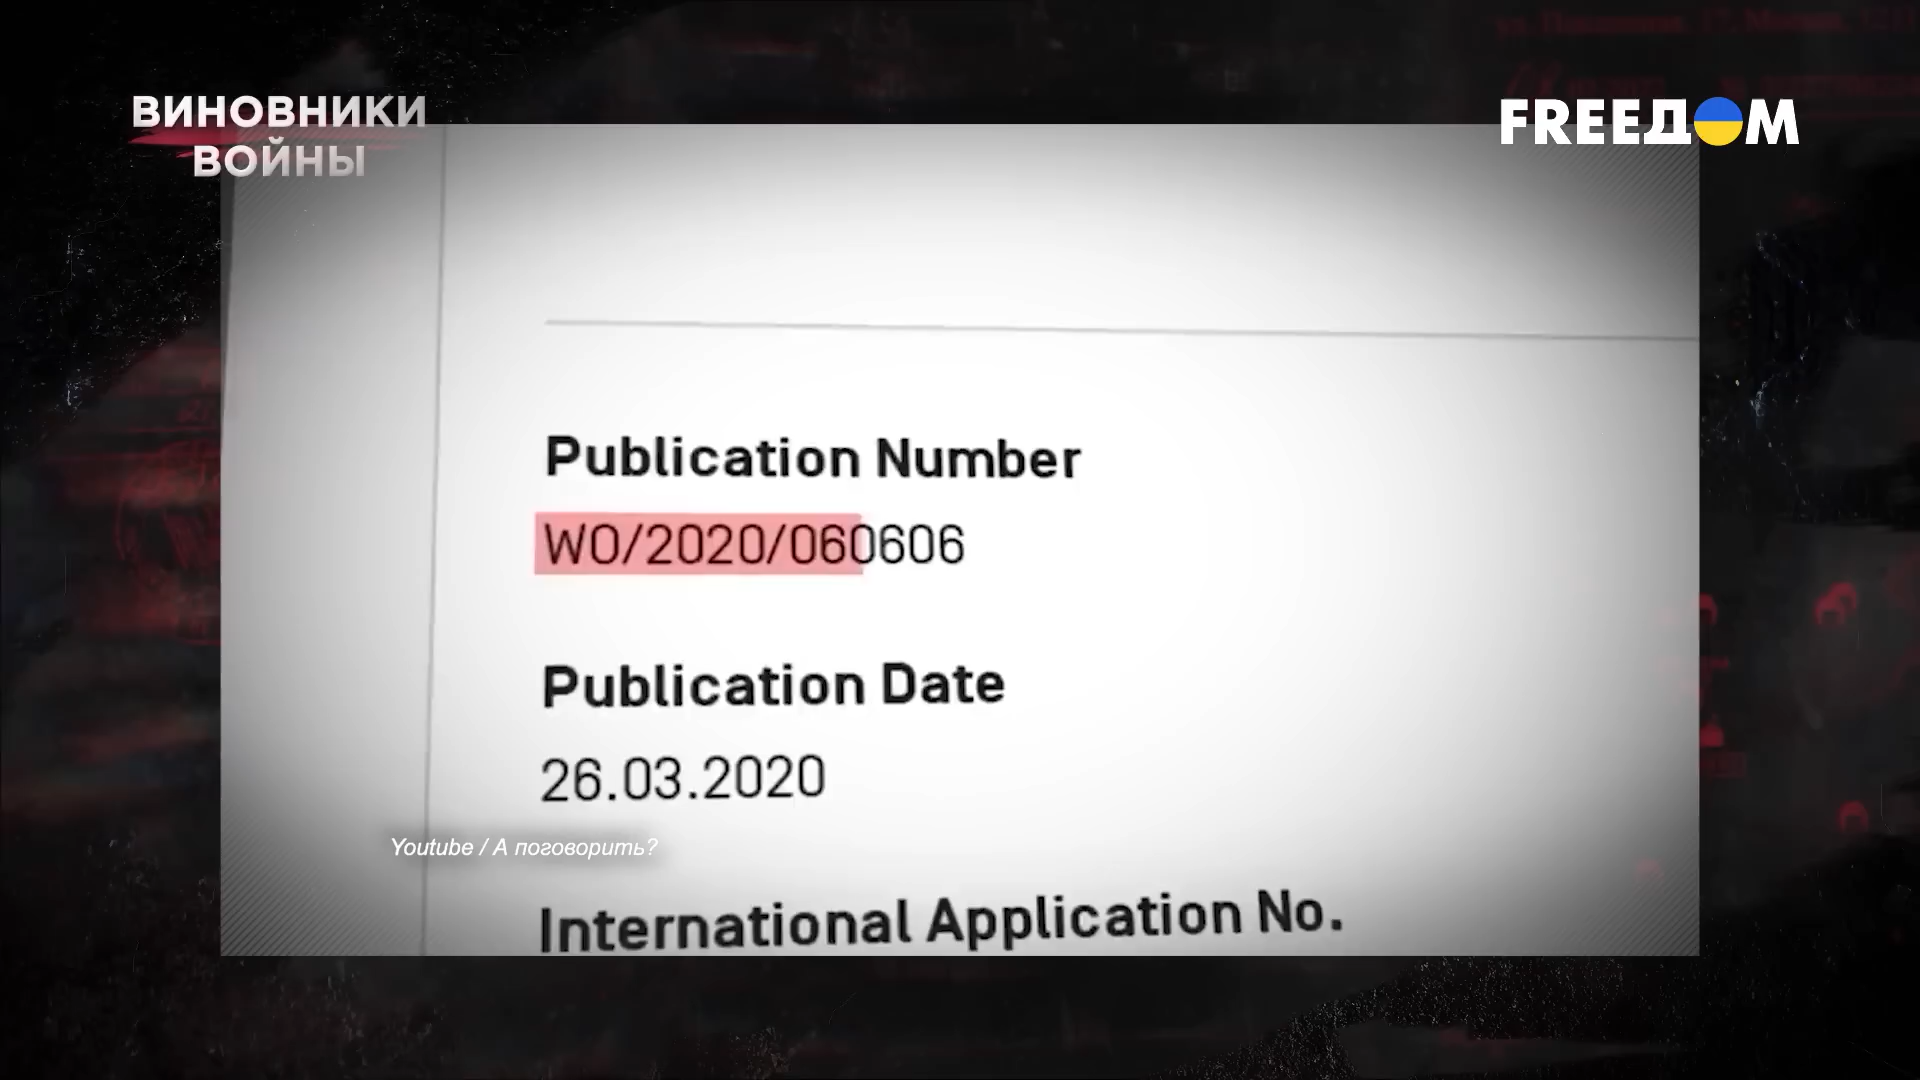 ВИНОВНИКИ
ВОЙНЫ
FREEДOM
Publication Number
WO/2020/060606
Publication Date
26.03.2020
Youtube / А поговорить?
International Application No.